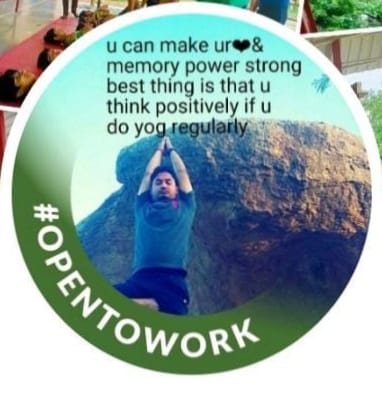 u can make ur❤&
memory power strong
best thing is that u
think positively if u
do yog regularly
#OPENTOWORK